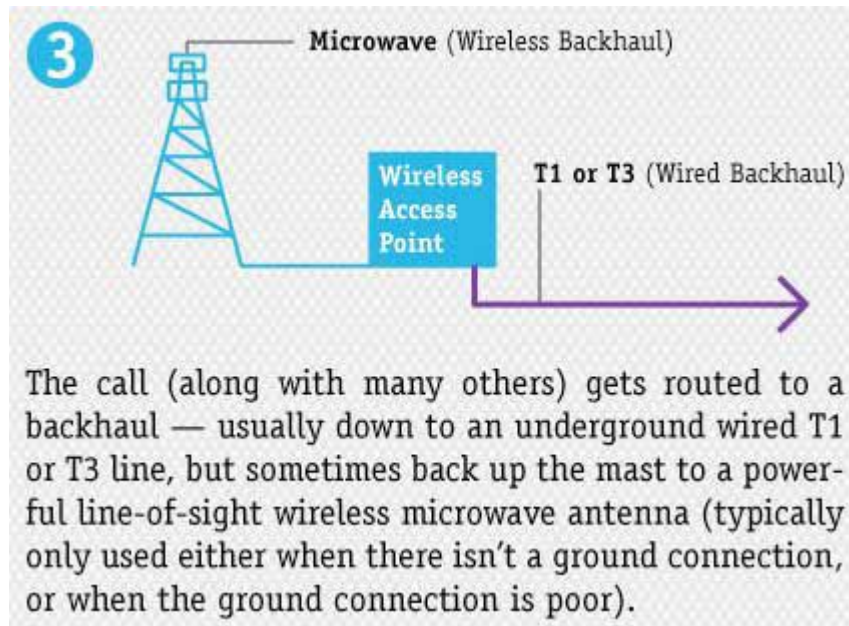 3
Microwave (Wireless Backhaul)
Wireless
Access
Point
T1 or T3 (Wired Backhaul)
The call (along with many others) gets routed to a
backhaul — usually down to an underground wired T1
or T3 line, but sometimes back up the mast to a power-
ful line-of-sight wireless microwave antenna (typically
only used either when there isn’t a ground connection,
or when the ground connection is poor).